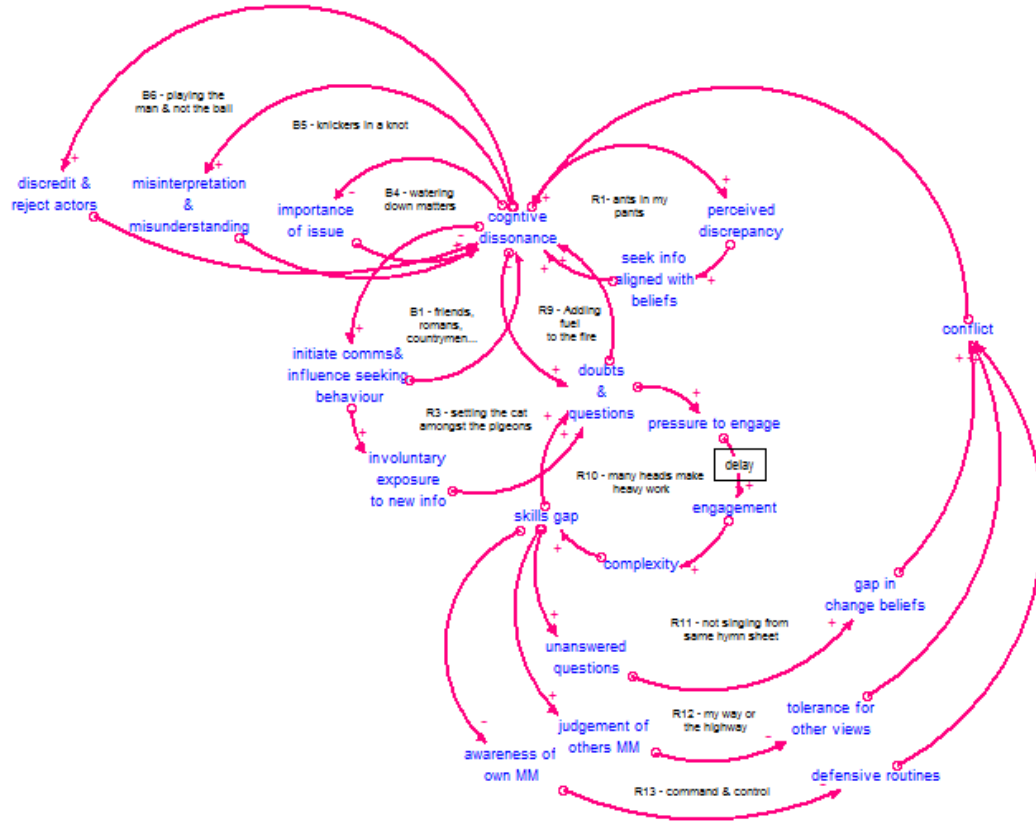 B6 - playing the
man & not the ball
B5 - knickers in a knot
discredit &
reject actors
misinterpretation
&
misunderstanding
importance
of issue
B4 - watering
down matters
cogntive
dissonance
R1- ants in my
pants
perceived
discrepancy
seek info
aligned with
beliefs
conflict
B1 - friends,
romans,
countrymen...
R9 - Adding
fuel
to the fire
initiate comms&
influence seeking
behaviour
doubts
&
questions
R3 - setting the cat
amongst the pigeons
pressure to engage
involuntary
exposure
to new info
R10 - many heads make
heavy work
delay
engagement
skills gap
complexity
gap in
change beliefs
R11 - not singing from
same hymn sheet
unanswered
questions
judgement of
others MM
R12 - my way or
the highway
tolerance for
other views
awareness of
own MM
R13 - command & control
defensive routines